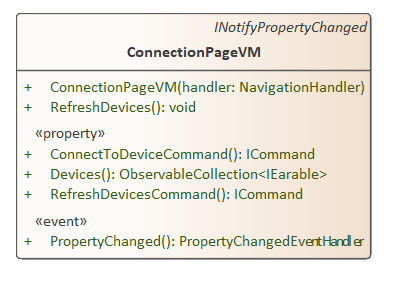 INotifyPropertyChanged
ConnectionPageVM
+ ConnectionPageVM(handler: NavigationHandler)
+ RefreshDevices(): void
«property»
+ ConnectToDeviceCommand(): ICommand
+ Devices(): ObservableCollection<IEarable>
+ RefreshDevicesCommand(): ICommand
«event»
+ PropertyChanged(): PropertyChangedEventHandler